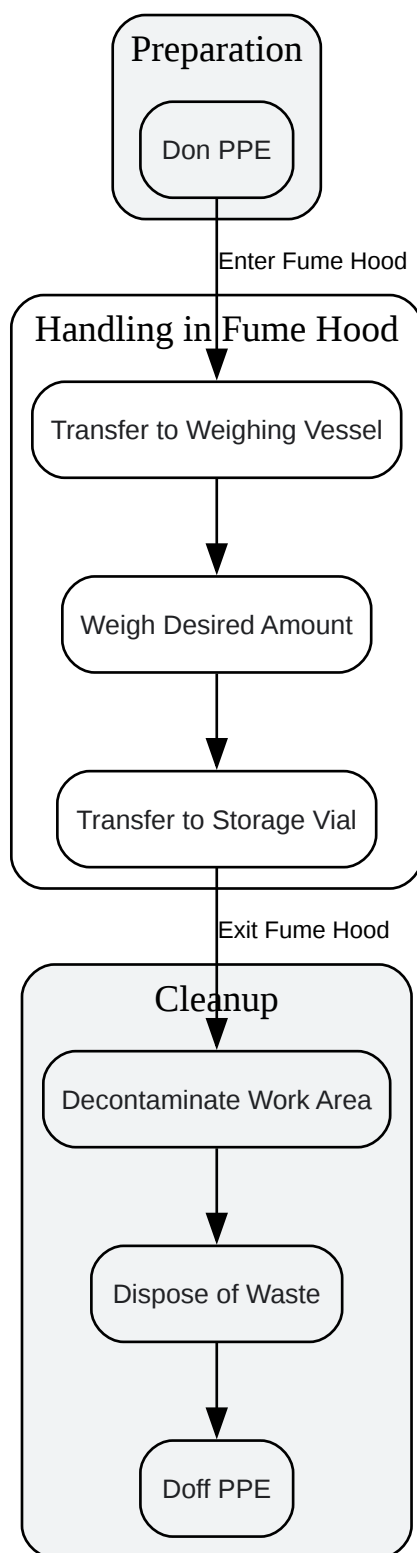 Preparation
Don PPE
Enter Fume Hood
Handling in Fume Hood
Transfer to Weighing Vessel
Weigh Desired Amount
Transfer to Storage Vial
Exit Fume Hood
Cleanup
Decontaminate Work Area
Dispose of Waste
Doff PPE